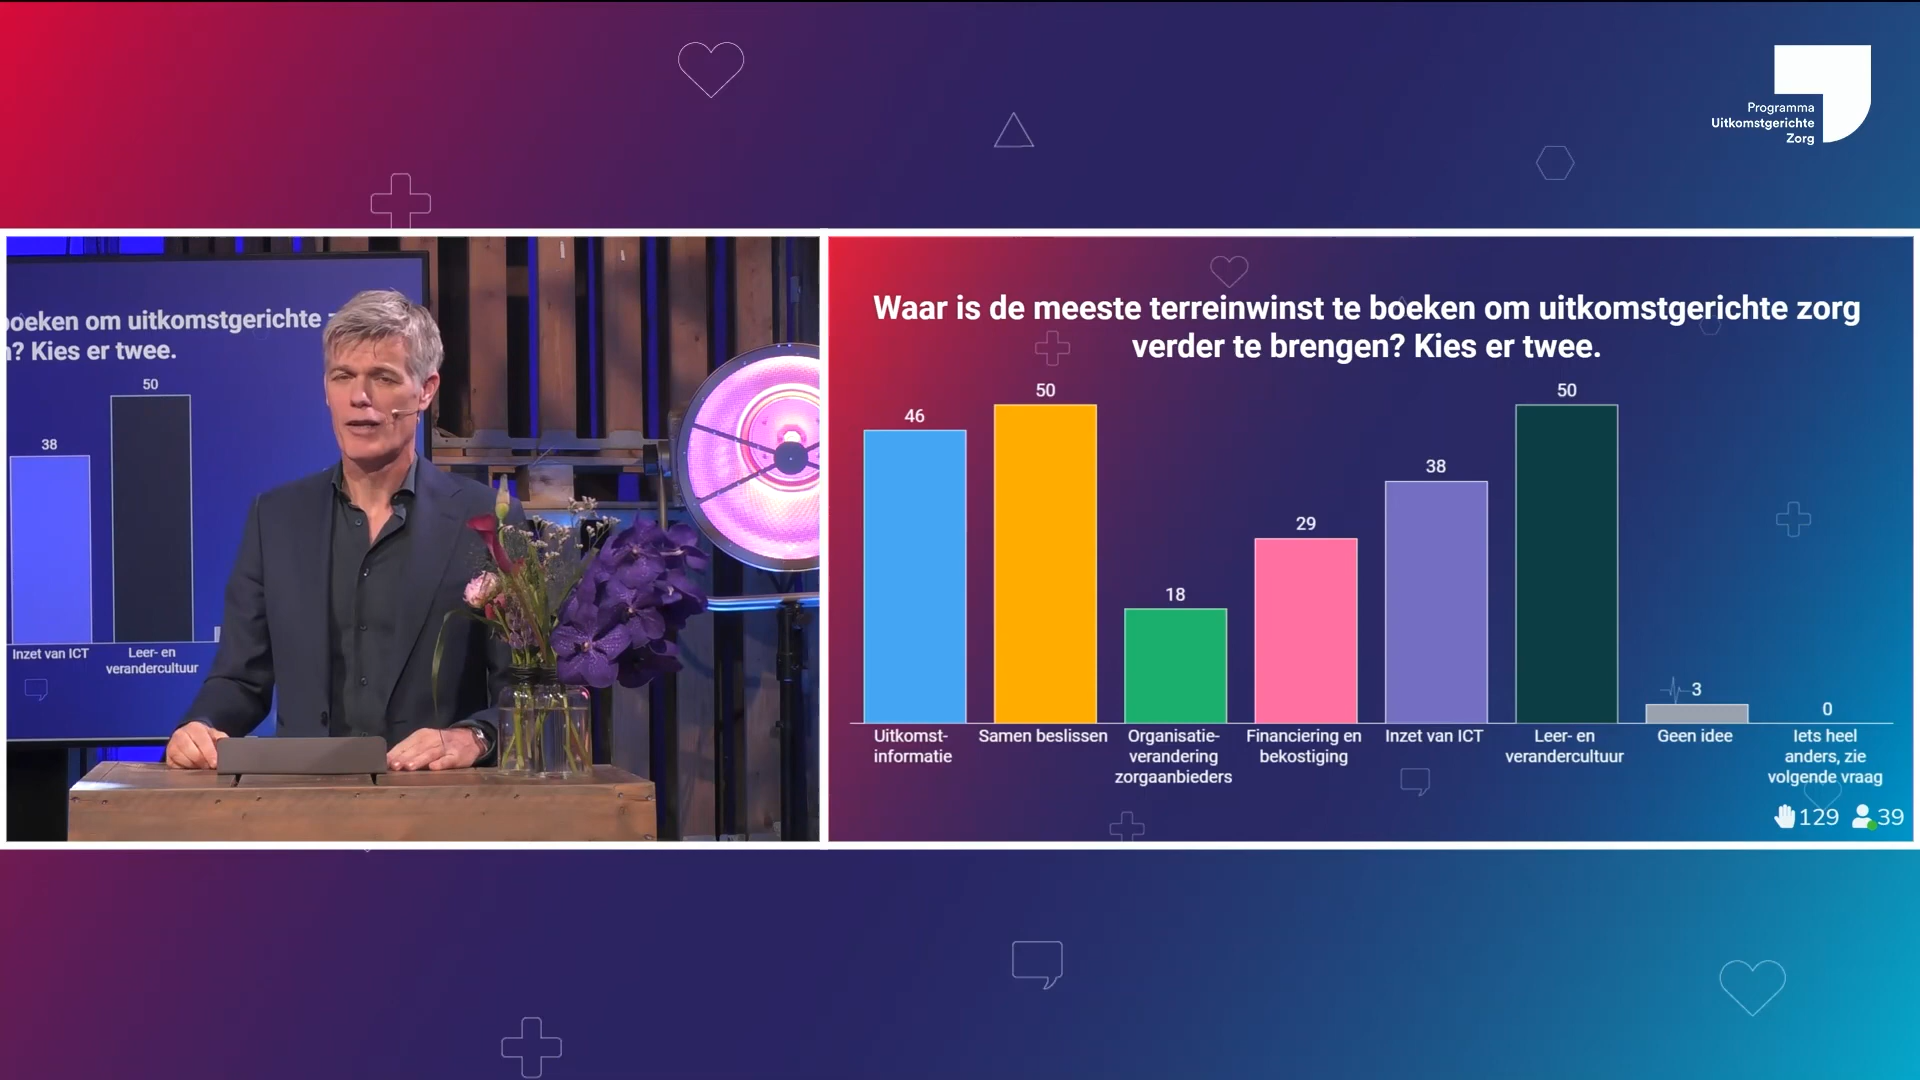 Programma
Uitkomstgerichte
Zorg
boeken om uitkomstgerichte
n? Kies er twee.
50
38
Inzet van ICT
Leer- en
verandercultuur
Waar is de meeste terreinwinst te boeken om uitkomstgerichte zorg
verder te brengen? Kies er twee.
46
50
18
29
38
50
3
0
Uitkomst-
informatie
Samen beslissen
Organisatie-
verandering
zorgaanbieders
Financiering en
bekostiging
Inzet van ICT
Leer- en
verandercultuur
Geen idee
Iets heel
anders, zie
volgende vraag
129
39